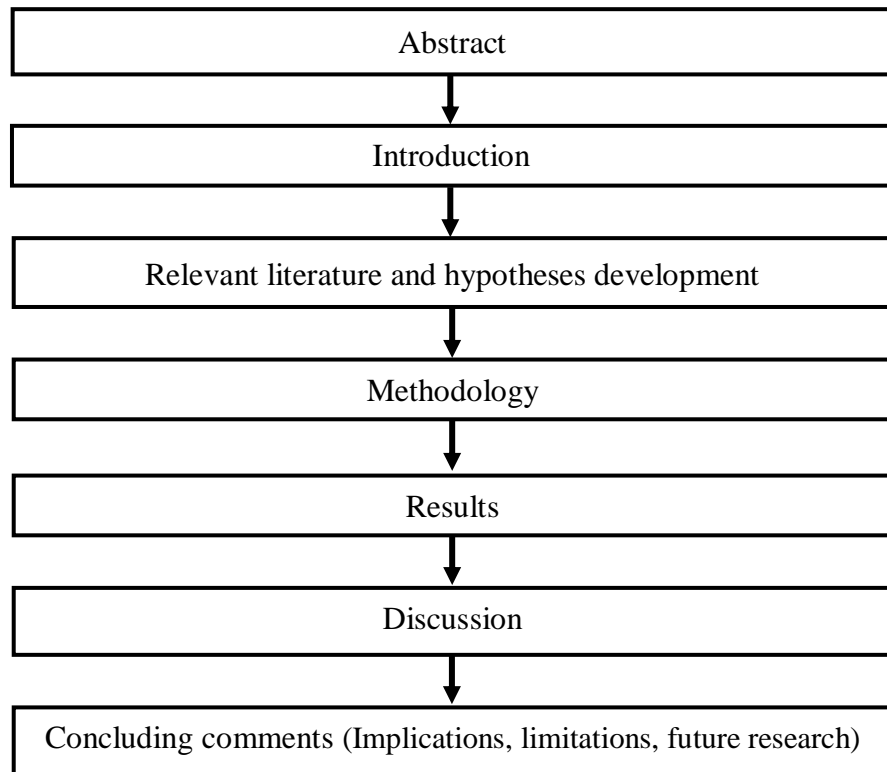 Abstract
Introduction
Relevant literature and hypotheses development
Methodology
Results
Discussion
Concluding comments (Implications, limitations, future research)